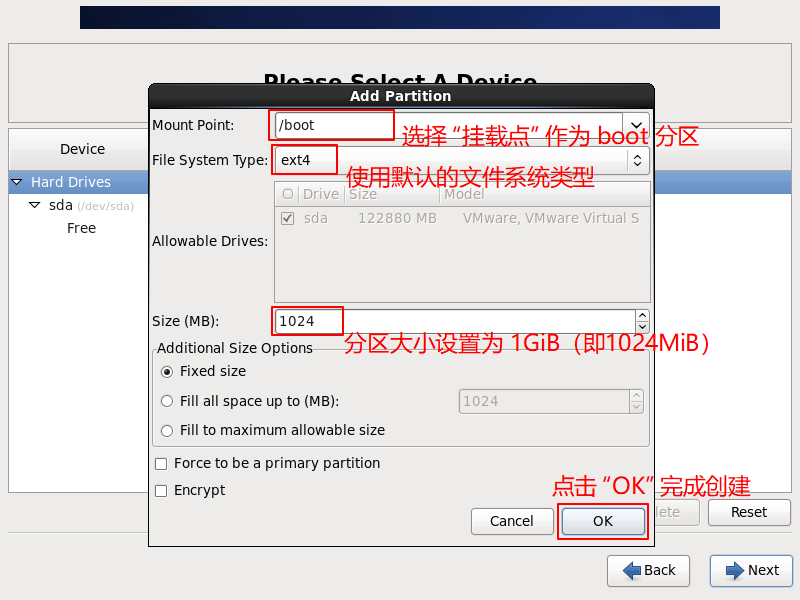 Please Select A Device
Add Partition
Device
Mount Point:
/boot
选择 “挂载点” 作为 boot 分区
File System Type:
ext4
使用默认的文件系统类型
Hard Drives
sda (/dev/sda)
Free
Drive Size Model
sda 122880 MB VMware, VMware Virtual S
Allowable Drives:
Size (MB):
1024
分区大小设置为 1GiB（即1024MiB）
Additional Size Options
Fixed size
Fill all space up to (MB):
1024
Fill to maximum allowable size
Force to be a primary partition
Encrypt
点击 “OK” 完成创建
Cancel
OK
lete
Reset
Back
Next